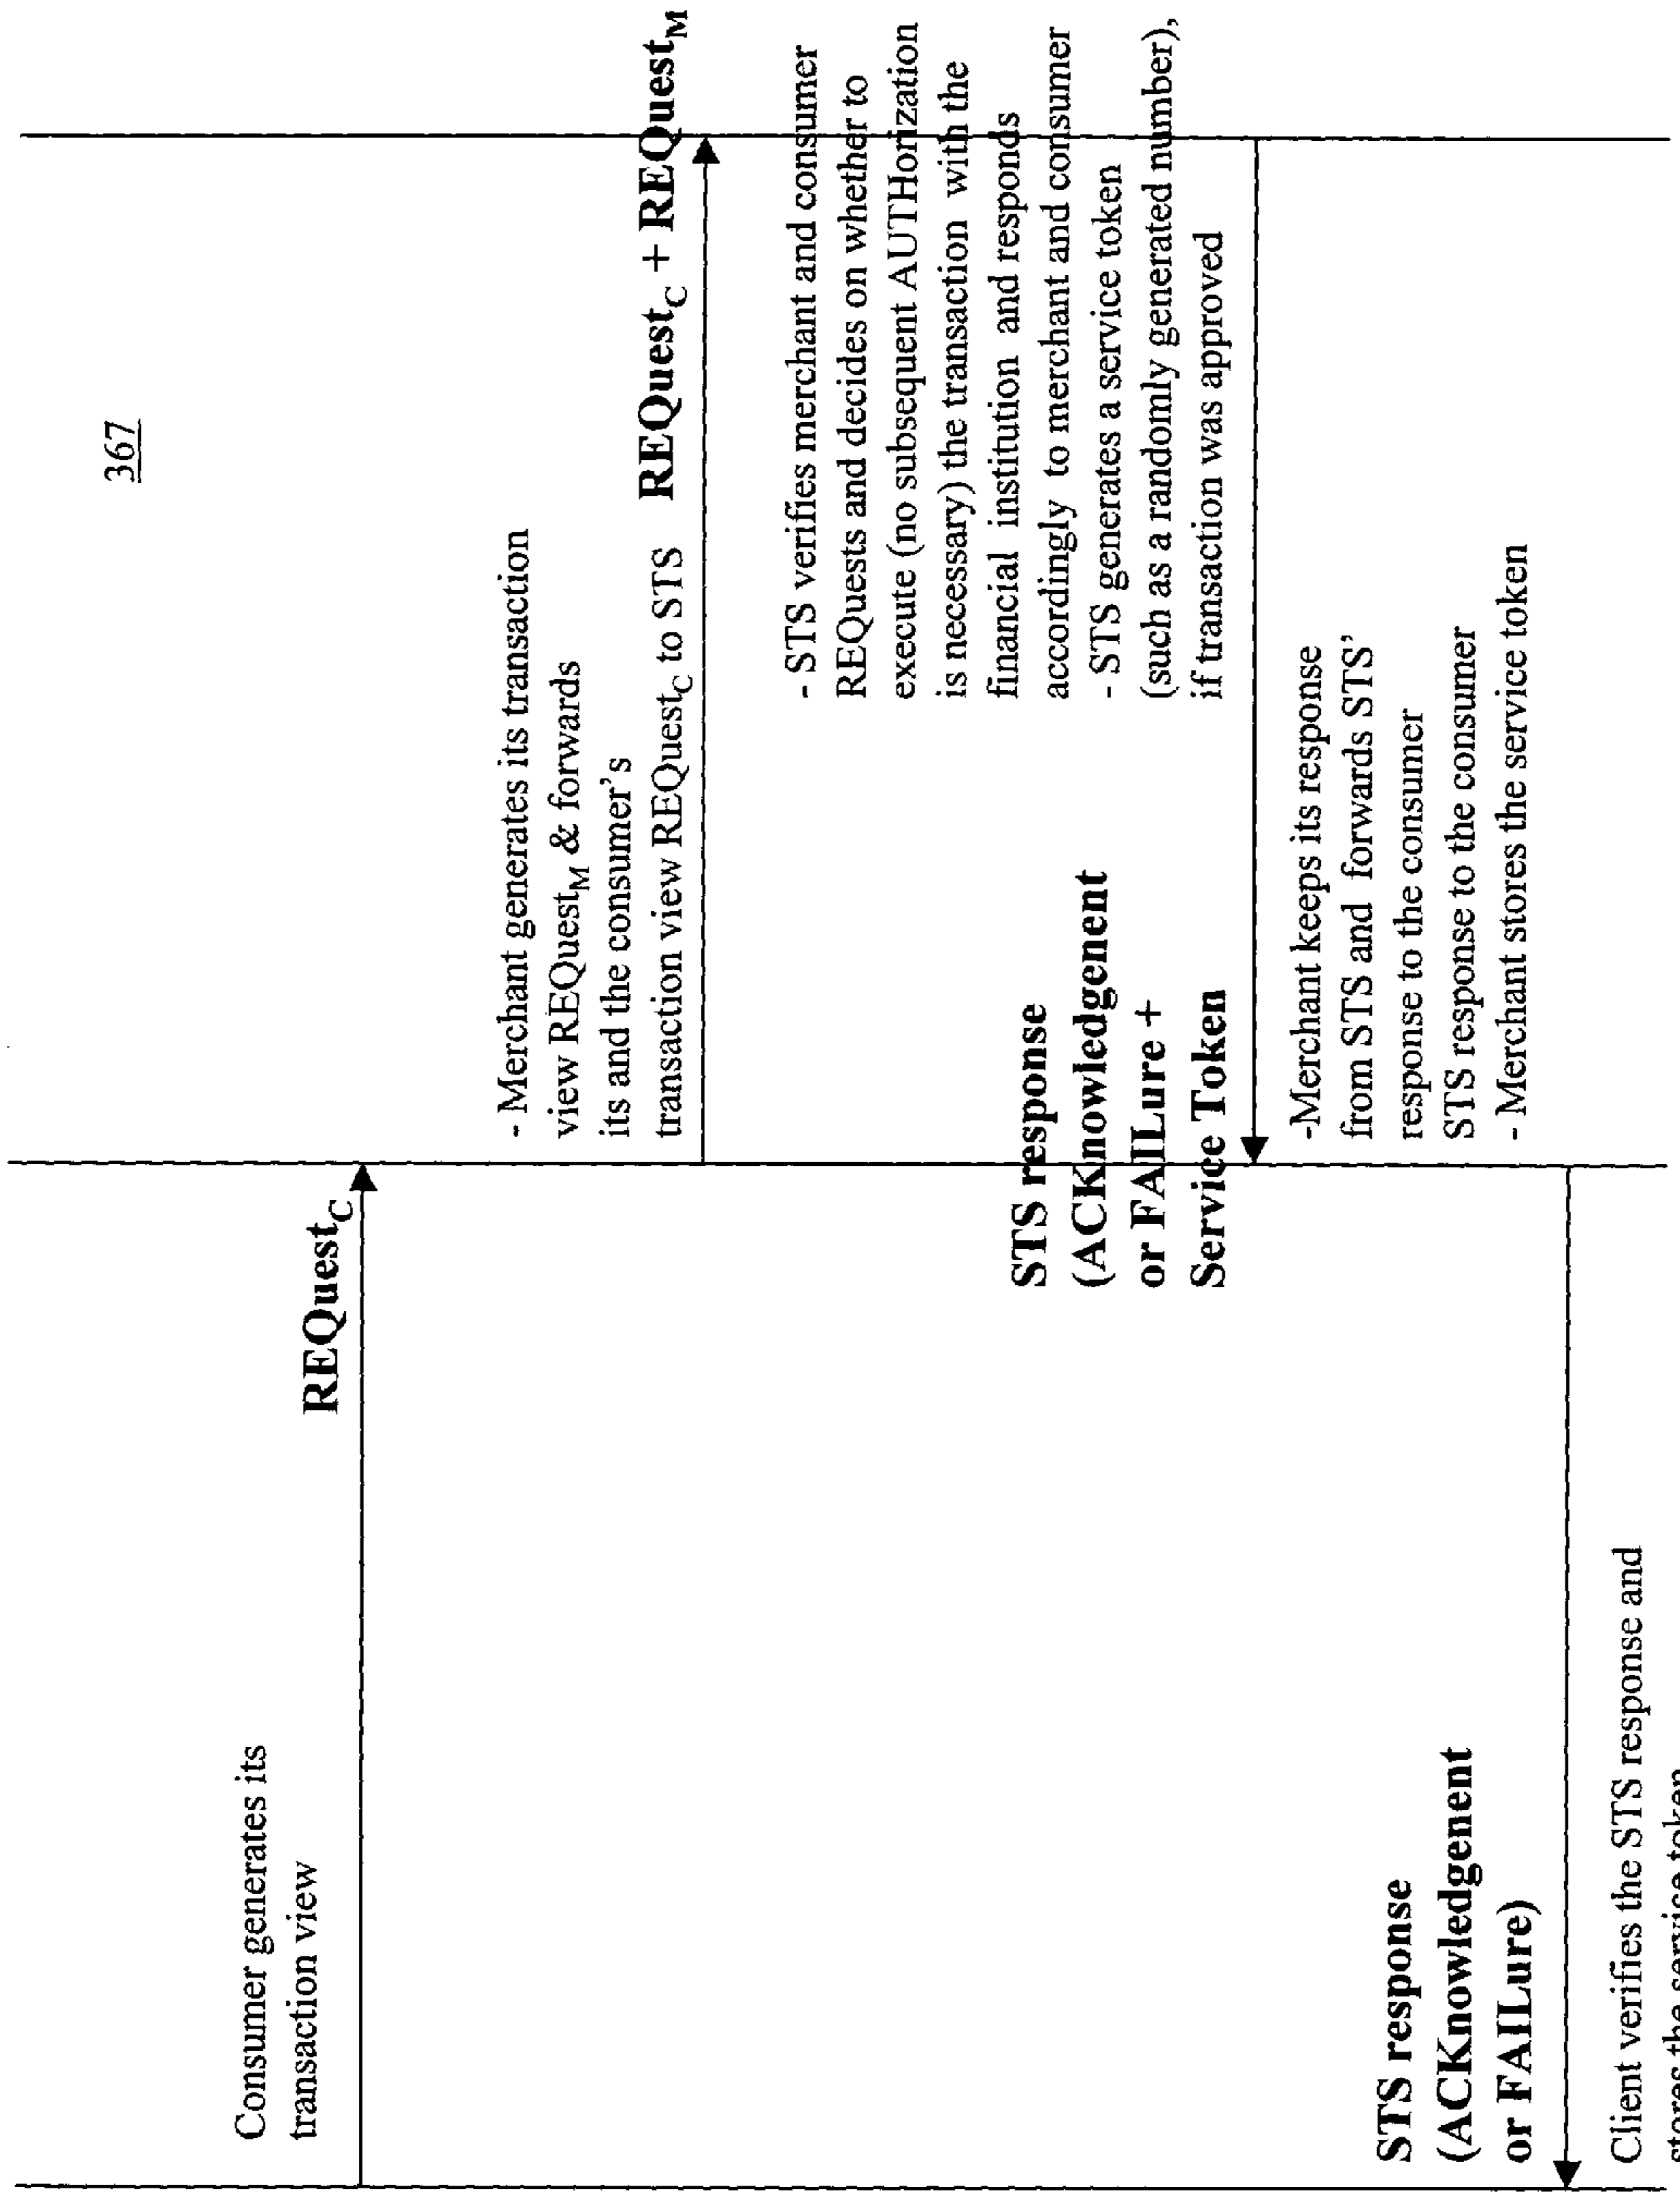 367
Consumer generates its
transaction view
REQuest_C
- Merchant generates its transaction
view REQuest_M & forwards
its and the consumer's
transaction view REQuest_C to STS
REQuest_C + REQuest_M
- STS verifies merchant and consumer
REQuests and decides on whether to
execute (no subsequent AUTHorization
is necessary) the transaction with the
financial institution and responds
accordingly to merchant and consumer
- STS generates a service token
(such as a randomly generated number),
if transaction was approved
STS response
(ACKnowledgenent
or FAILure +
Service Token
-Merchant keeps its response
from STS and forwards STS'
response to the consumer
STS response to the consumer
- Merchant stores the service token
STS response
(ACKnowledgenent
or FAILure)
Client verifies the STS response and
stores the service token